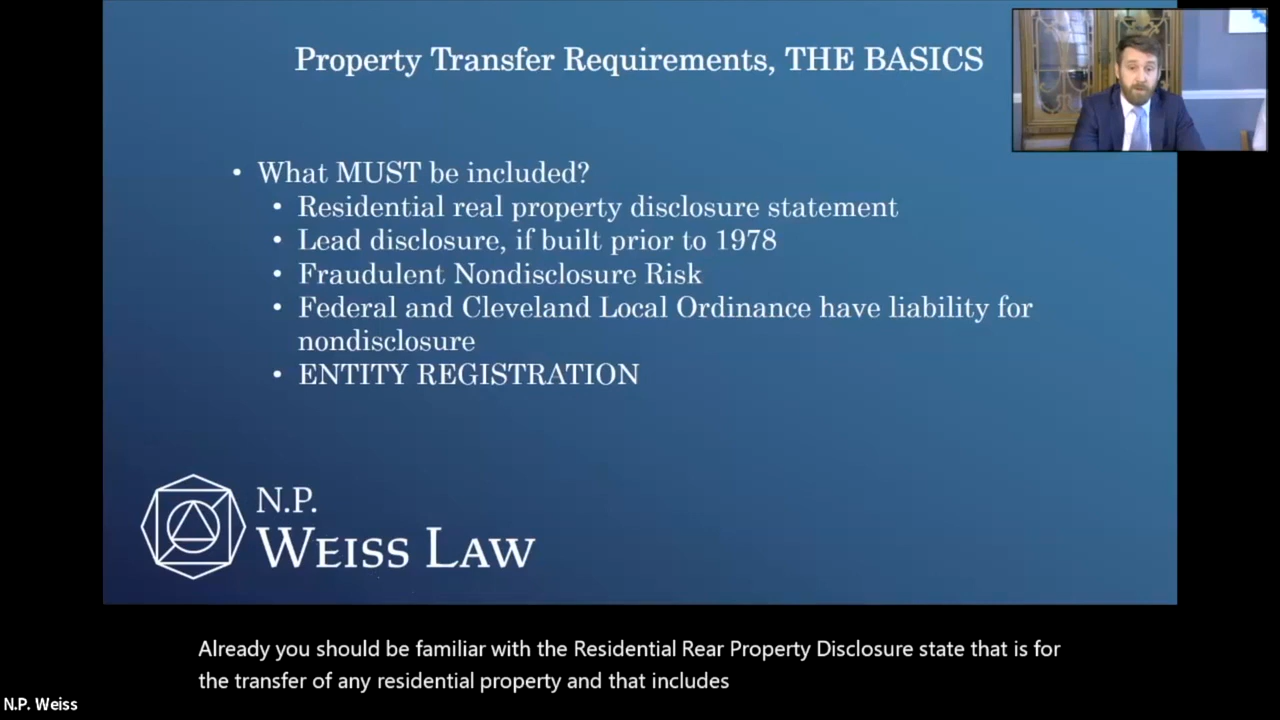 Property Transfer Requirements, THE BASICS
• What MUST be included?
• Residential real property disclosure statement
• Lead disclosure, if built prior to 1978
• Fraudulent Nondisclosure Risk
• Federal and Cleveland Local Ordinance have liability for
nondisclosure
• ENTITY REGISTRATION
N.P.
WEISS LAW
Already you should be familiar with the Residential Rear Property Disclosure state that is for
the transfer of any residential property and that includes
N.P. Weiss